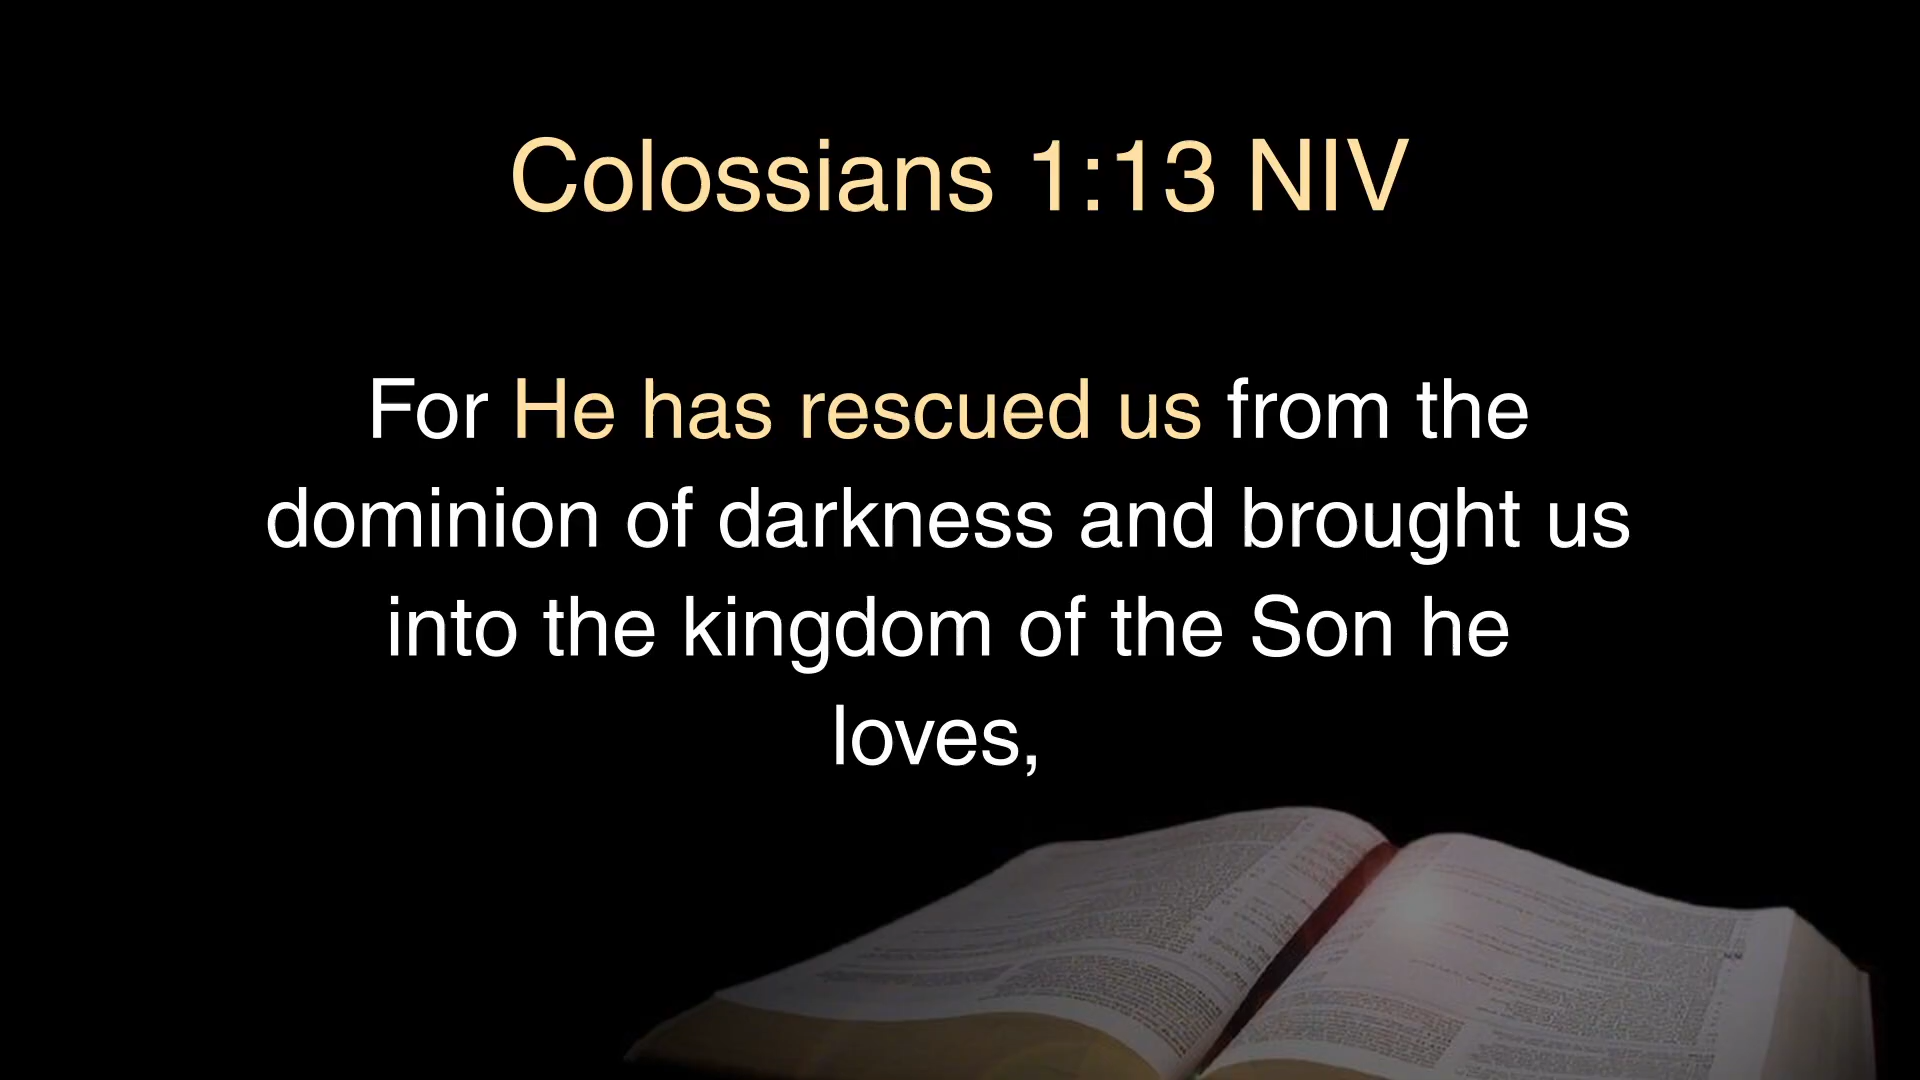 Colossians 1:13 NIV
For He has rescued us from the
dominion of darkness and brought us
into the kingdom of the Son he
loves,